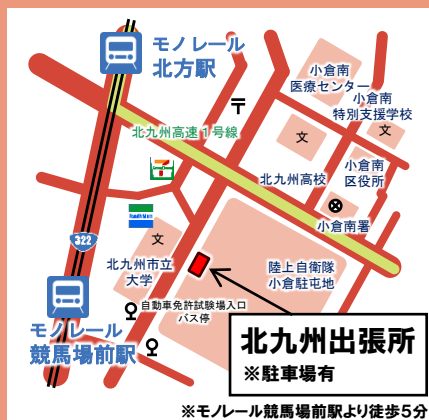 モノレール
北方駅
小倉南
医療センター
小倉南
特別支援学校
文
北九州高速1号線
文
小倉南
区役所
北九州高校
小倉南署
322
文
北九州市立
大学
陸上自衛隊
小倉駐屯地
自動車免許試験場入口
バス停
モノレール
競馬場前駅
北九州出張所
※駐車場有
※モノレール競馬場前駅より徒歩5分